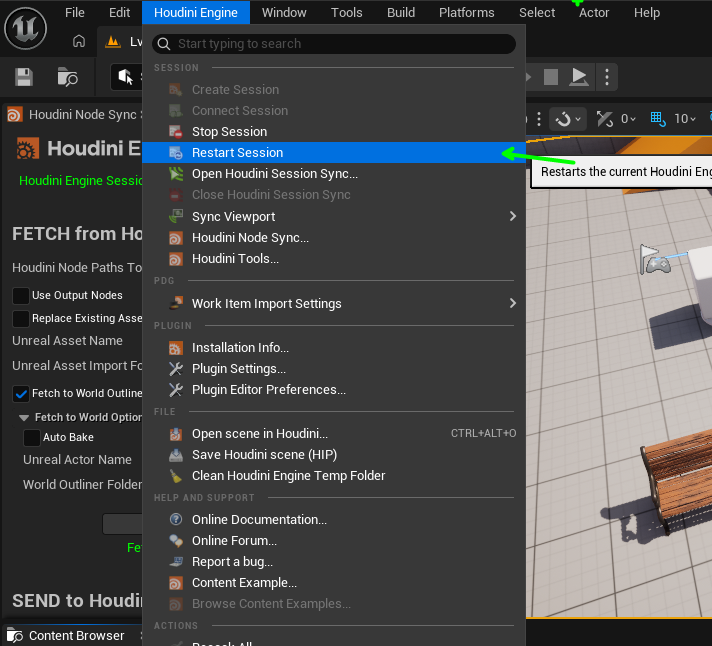 File Edit Houdini Engine Window Tools Build Platforms Select Actor Help
Start typing to search
SESSION
Create Session
Connect Session
Stop Session
Restart Session
Open Houdini Session Sync...
Close Houdini Session Sync
Sync Viewport
Houdini Node Sync...
Houdini Tools...
PDG
Work Item Import Settings
PLUGIN
Installation Info...
Plugin Settings...
Plugin Editor Preferences...
FILE
Open scene in Houdini... CTRL+ALT+O
Save Houdini scene (HIP)
Clean Houdini Engine Temp Folder
HELP AND SUPPORT
Online Documentation...
Online Forum...
Report a bug...
Content Example...
Browse Content Examples...
ACTIONS
Houdini Node Sync
Houdini E
Houdini Engine Sessio
FETCH from Ho
Houdini Node Paths To
Use Output Nodes
Replace Existing Asse
Unreal Asset Name
Unreal Asset Import Fo
Fetch to World Outline
Fetch to World Option
Auto Bake
Unreal Actor Name
World Outliner Folder
Fe
SEND to Houdi
Content Browser
0
10
Restarts the current Houdini Eng